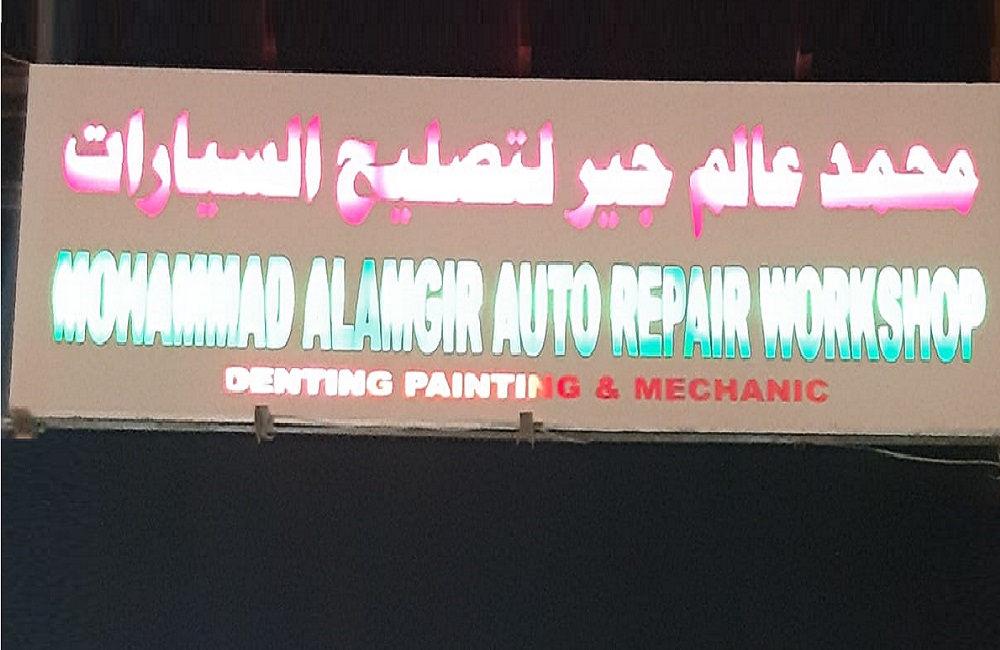 محمد عالم جير لتصليح السيارات
MOHAMMAD ALAMGIR AUTO REPAIR WORKSHOP
DENTING PAINTING & MECHANIC